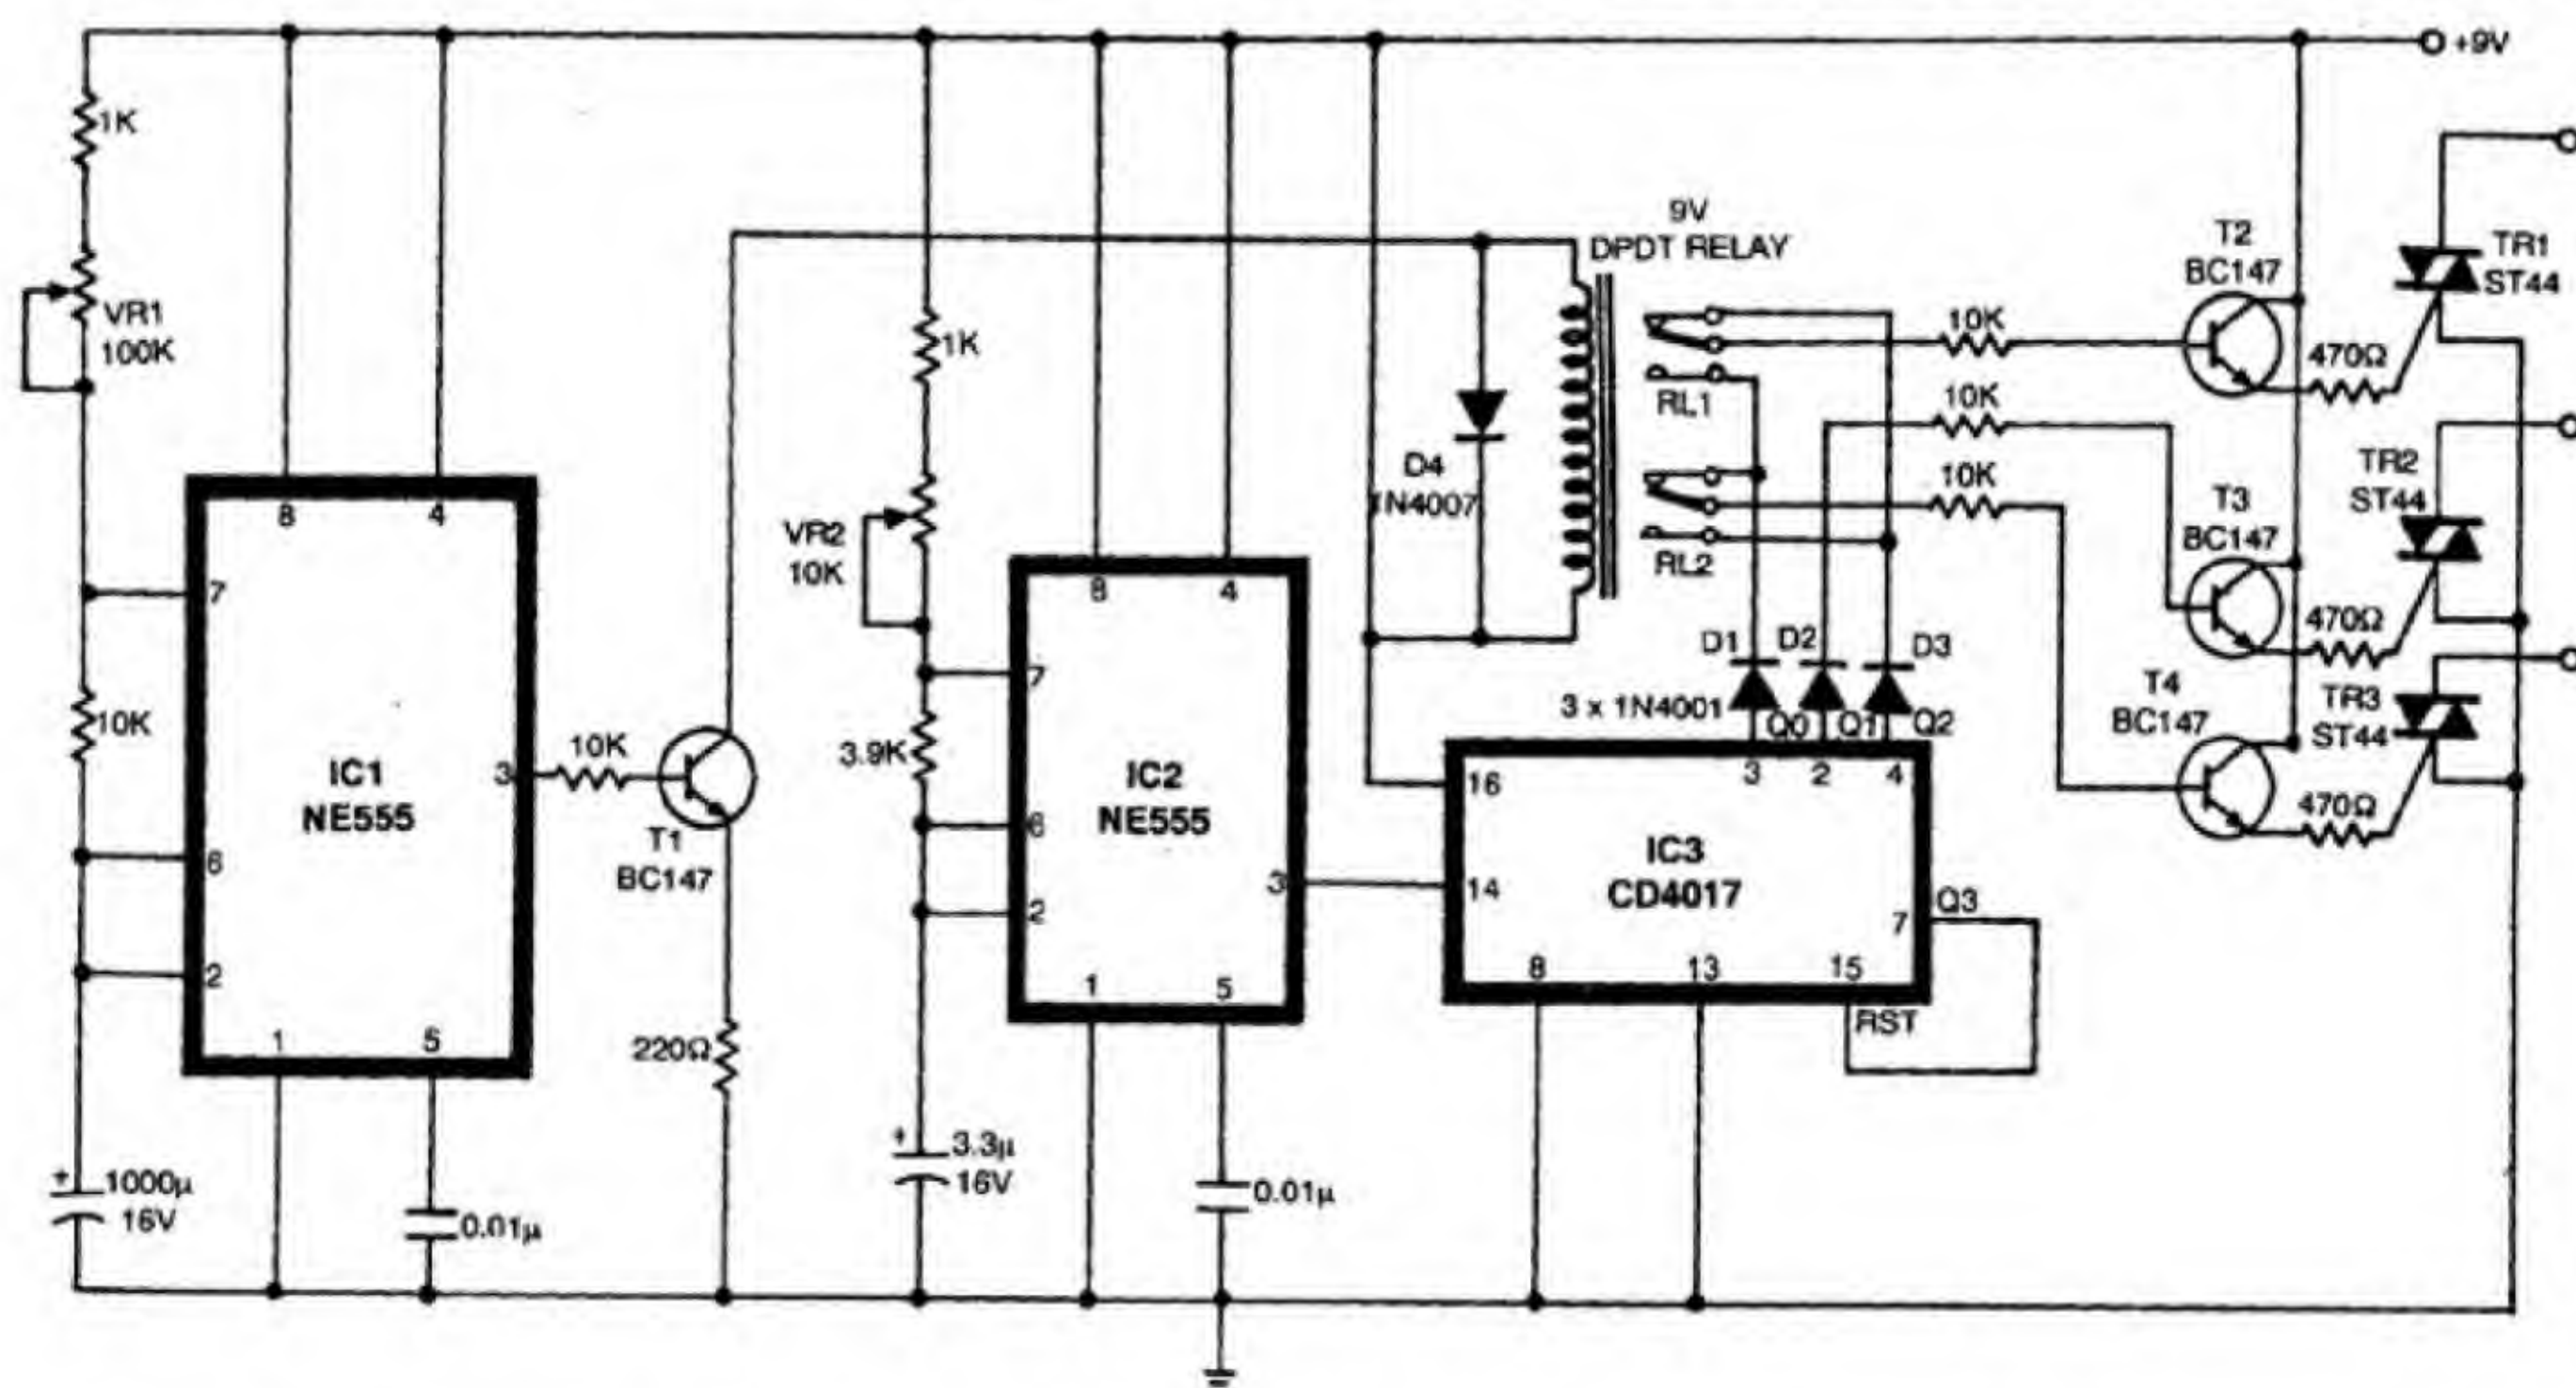 +9V
1K
VR1
100K
8
4
7
10K
IC1
NE555
3
6
2
1
5
1000µ
16V
+
0.01µ
10K
T1
BC147
220Ω
1K
VR2
10K
8
4
7
3.9K
IC2
NE555
6
3
2
1
5
+
3.3µ
16V
0.01µ
9V
DPDT RELAY
D4
1N4007
RL1
RL2
10K
10K
10K
D1
D2
D3
3 x 1N4001
Q0
Q1
Q2
16
3
2
4
IC3
CD4017
14
7
Q3
8
13
15
RST
T2
BC147
470Ω
TR1
ST44
T3
BC147
470Ω
TR2
ST44
T4
BC147
470Ω
TR3
ST44